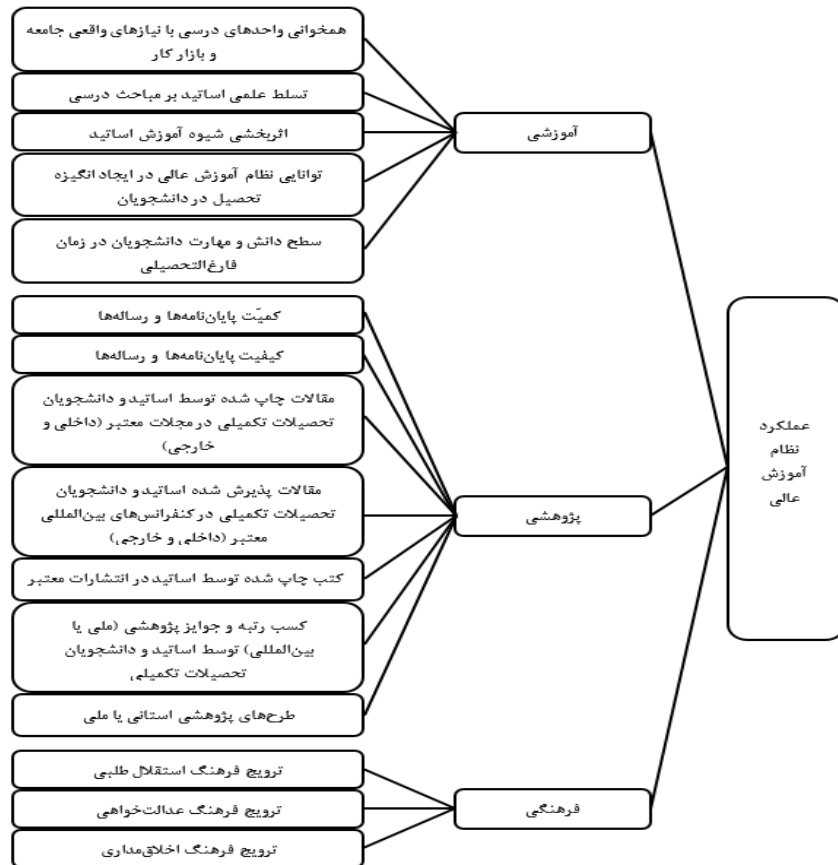 عملکرد
نظام
آموزش
عالی
آموزشی
همخوانی واحدهای درسی با نیازهای واقعی جامعه
و بازار کار
تسلط علمی اساتید بر مباحث درسی
اثربخشی شیوه آموزش اساتید
توانایی نظام آموزش عالی در ایجاد انگیزه
تحصیل در دانشجویان
سطح دانش و مهارت دانشجویان در زمان
فارغ‌التحصیلی
پژوهشی
کمیّت پایان‌نامه‌ها و رساله‌ها
کیفیت پایان‌نامه‌ها و رساله‌ها
مقالات چاپ شده توسط اساتید و دانشجویان
تحصیلات تکمیلی در مجلات معتبر (داخلی و
خارجی)
مقالات پذیرش شده اساتید و دانشجویان
تحصیلات تکمیلی در کنفرانس‌های بین‌المللی
معتبر (داخلی و خارجی)
کتب چاپ شده توسط اساتید در انتشارات معتبر
کسب رتبه و جوایز پژوهشی (ملی یا
بین‌المللی) توسط اساتید و دانشجویان
تحصیلات تکمیلی
طرح‌های پژوهشی استانی یا ملی
فرهنگی
ترویج فرهنگ استقلال طلبی
ترویج فرهنگ عدالت‌خواهی
ترویج فرهنگ اخلاق‌مداری